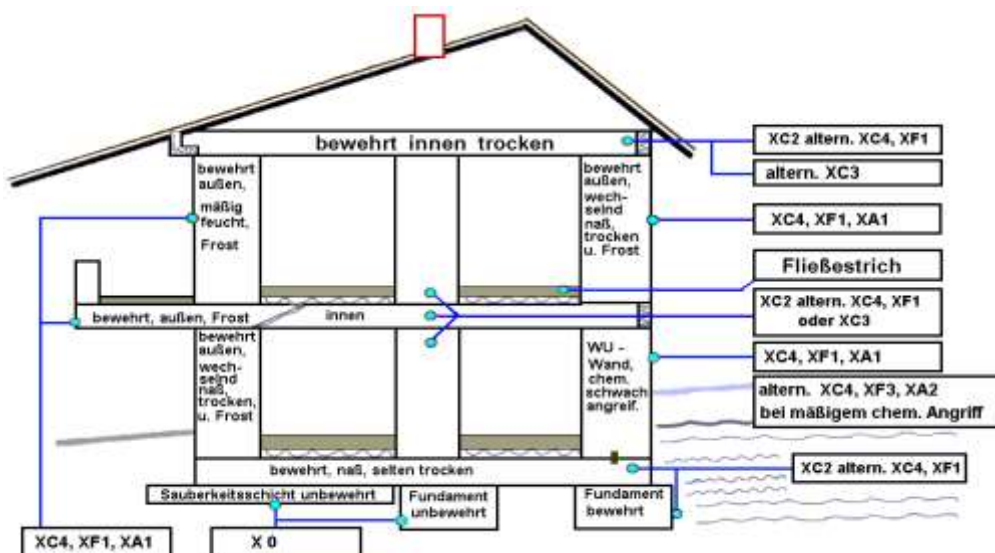 bewehrt innen trocken
XC2 altern. XC4, XF1
altern. XC3
bewehrt
außen,
mäßig
feucht,
Frost
bewehrt
außen,
wech-
selnd
naß,
trocken
u. Frost
XC4, XF1, XA1
Fließestrich
bewehrt, außen, Frost
innen
XC2 altern. XC4, XF1
oder XC3
bewehrt
außen,
wech-
selnd
naß,
trocken,
u. Frost
WU -
Wand,
chem.
schwach
angreif.
XC4, XF1, XA1
altern. XC4, XF3, XA2
bei mäßigem chem. Angriff
bewehrt, naß, selten trocken
XC2 altern. XC4, XF1
Sauberkeitsschicht unbewehrt
Fundament
unbewehrt
Fundament
bewehrt
XC4, XF1, XA1
X 0